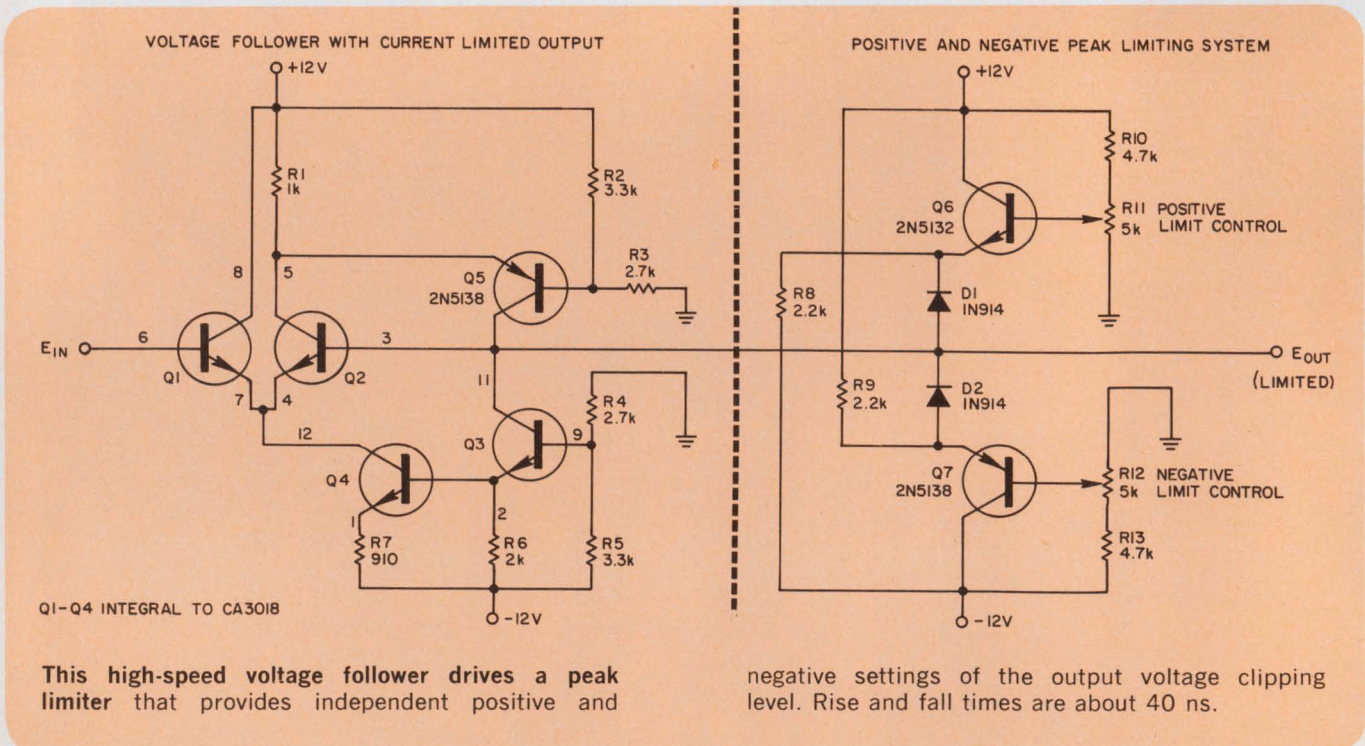 VOLTAGE FOLLOWER WITH CURRENT LIMITED OUTPUT
+12V
R1
1k
R2
3.3k
R3
2.7k
8
5
Q5
2N5138
EIN
6
Q1
Q2
3
7
4
11
12
Q3
9
R4
2.7k
Q4
1
2
R7
910
R6
2k
R5
3.3k
Q1-Q4 INTEGRAL TO CA3018
-12V
POSITIVE AND NEGATIVE PEAK LIMITING SYSTEM
+12V
R10
4.7k
Q6
2N5132
R11 POSITIVE
5k LIMIT CONTROL
R8
2.2k
D1
IN914
EOUT
(LIMITED)
R9
2.2k
D2
IN914
Q7
2N5138
R12 NEGATIVE
5k LIMIT CONTROL
R13
4.7k
-12V
This high-speed voltage follower drives a peak
limiter that provides independent positive and
negative settings of the output voltage clipping
level. Rise and fall times are about 40 ns.